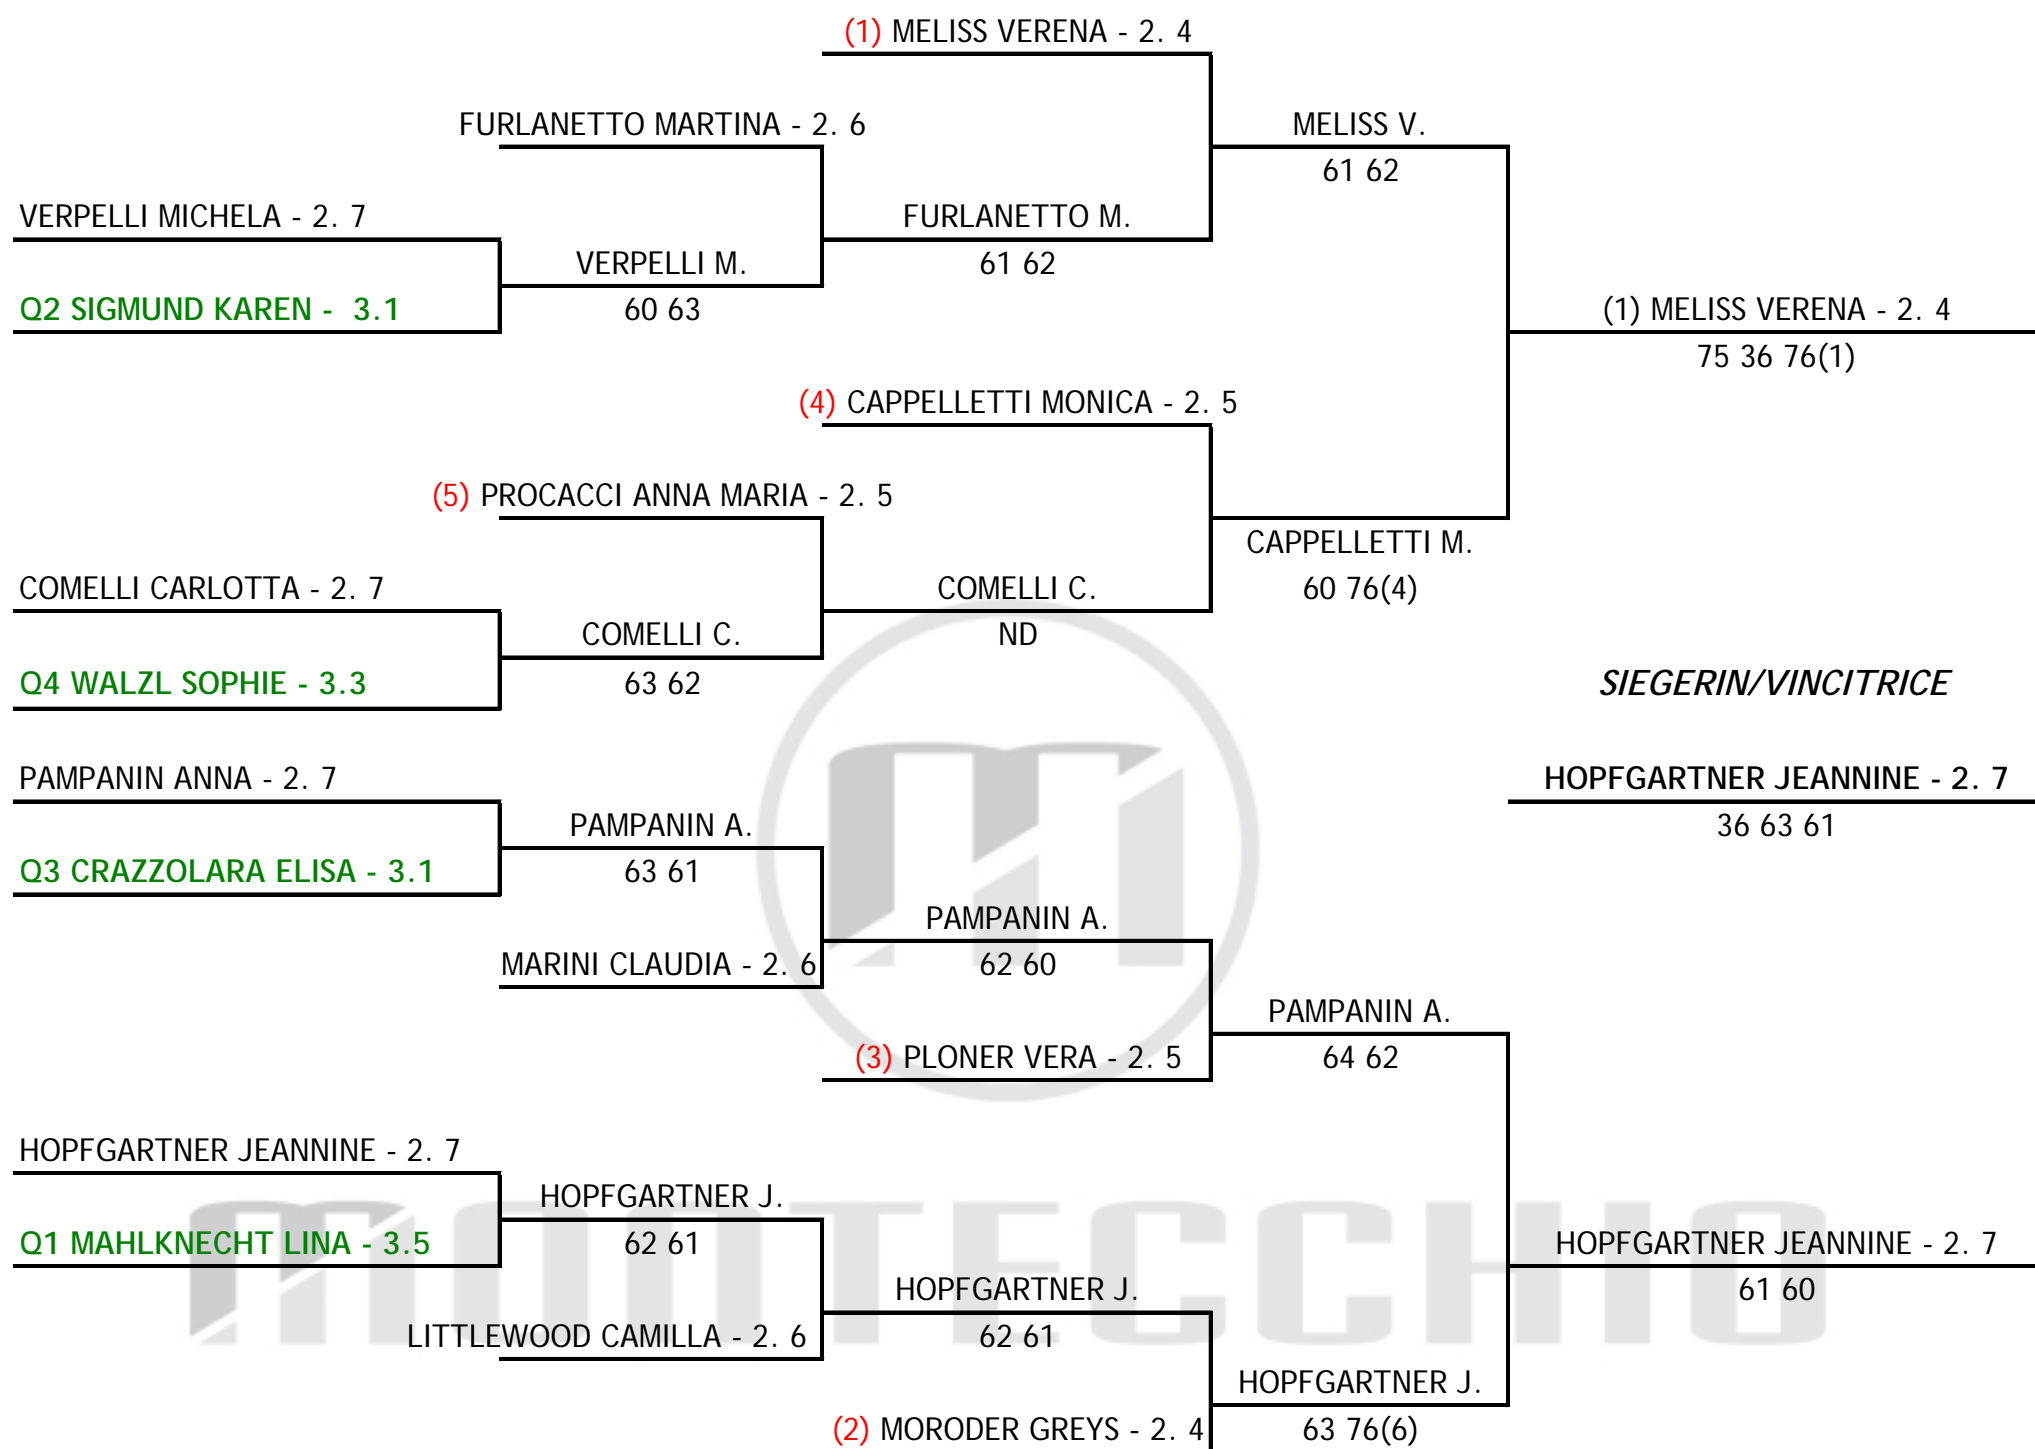 (1) MELISS VERENA - 2. 4
FURLANETTO MARTINA - 2. 6
MELISS V.
61 62
VERPELLI MICHELA - 2. 7
FURLANETTO M.
VERPELLI M.
61 62
Q2 SIGMUND KAREN -  3.1
60 63
(1) MELISS VERENA - 2. 4
75 36 76(1)
(4) CAPPELLETTI MONICA - 2. 5
(5) PROCACCI ANNA MARIA - 2. 5
CAPPELLETTI M.
COMELLI CARLOTTA - 2. 7
COMELLI C.
60 76(4)
COMELLI C.
ND
Q4 WALZL SOPHIE - 3.3
63 62
SIEGERIN/VINCITRICE
PAMPANIN ANNA - 2. 7
HOPFGARTNER JEANNINE - 2. 7
PAMPANIN A.
36 63 61
Q3 CRAZZOLARA ELISA - 3.1
63 61
PAMPANIN A.
MARINI CLAUDIA - 2. 6
62 60
PAMPANIN A.
(3) PLONER VERA - 2. 5
64 62
HOPFGARTNER JEANNINE - 2. 7
HOPFGARTNER J.
Q1 MAHLKNECHT LINA - 3.5
62 61
HOPFGARTNER JEANNINE - 2. 7
HOPFGARTNER J.
61 60
LITTLEWOOD CAMILLA - 2. 6
62 61
HOPFGARTNER J.
(2) MORODER GREYS - 2. 4
63 76(6)
MONTECCHIO